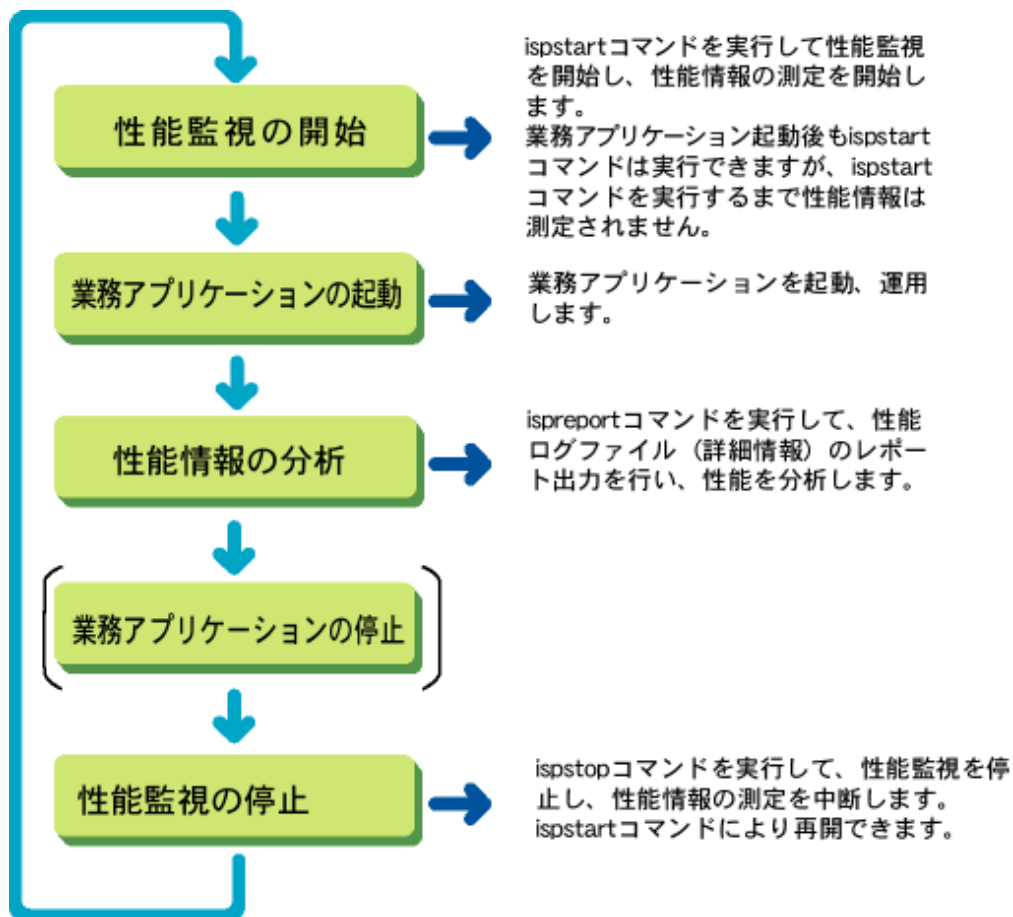 性能監視の開始
ispstartコマンドを実行して性能監視
を開始し、性能情報の測定を開始し
ます。
業務アプリケーション起動後もispstart
コマンドは実行できますが、ispstart
コマンドを実行するまで性能情報は
測定されません。
業務アプリケーションの起動
業務アプリケーションを起動、運用
します。
性能情報の分析
ispreportコマンドを実行して、性能
ログファイル（詳細情報）のレポー
ト出力を行い、性能を分析します。
業務アプリケーションの停止
性能監視の停止
ispstopコマンドを実行して、性能監視を停
止し、性能情報の測定を中断します。
ispstartコマンドにより再開できます。